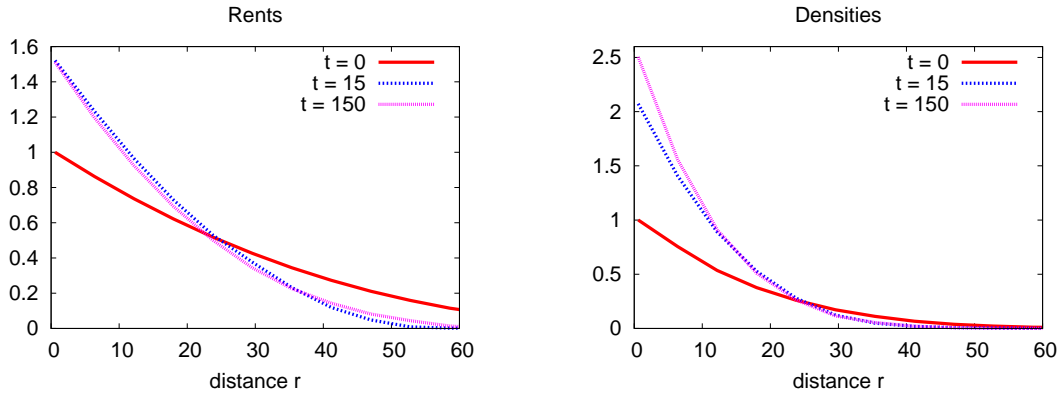 Rents
1.6
1.4
1.2
1
0.8
0.6
0.4
0.2
0
0 10 20 30 40 50 60
distance r
t = 0
t = 15
t = 150
Densities
2.5
2
1.5
1
0.5
0
0 10 20 30 40 50 60
distance r
t = 0
t = 15
t = 150